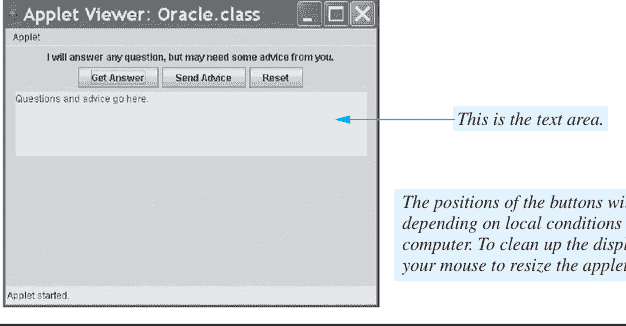 Applet Viewer: Oracle.class
Applet
I will answer any question, but may need some advice from you.
Get Answer Send Advice Reset
Questions and advice go here.
This is the text area.
The positions of the buttons
depending on local conditions
computer. To clean up the
your mouse to resize the applet
Applet started.